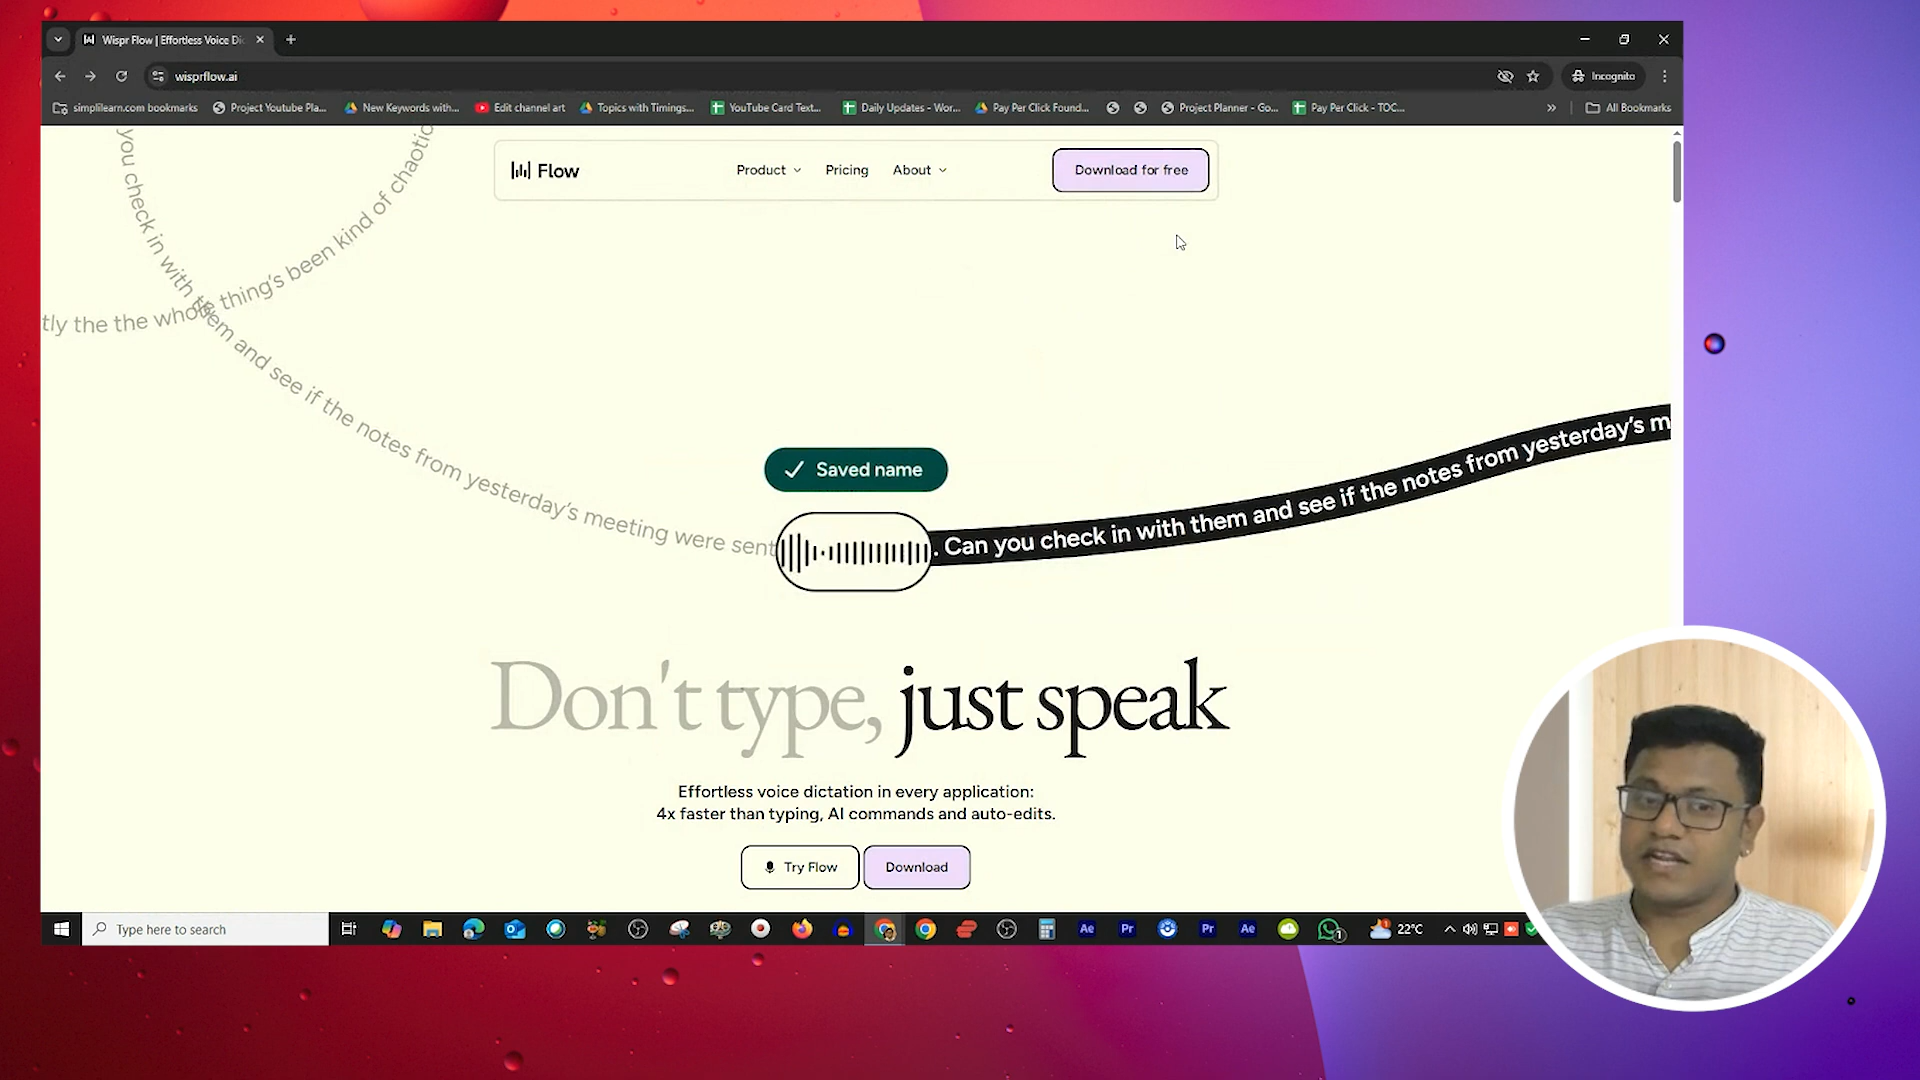 Wispr Flow | Effortless Voice Di
wisprflow.ai
Incognito
simplilearn.com bookmarks
Project Youtube Pla...
New Keywords with...
Edit channel art
Topics with Timings...
YouTube Card Text...
Daily Updates - Wor...
Pay Per Click Found...
Project Planner - Go...
Pay Per Click - TOC...
All Bookmarks
Flow
Product
Pricing
About
Download for free
you check in with them and see if the notes from yesterday's meeting were sent
tly the the whole thing's been kind of chaotic
Saved name
. Can you check in with them and see if the notes from yesterday's m
Don't type, just speak
Effortless voice dictation in every application:
4x faster than typing, AI commands and auto-edits.
Try Flow
Download
Type here to search
Ae
Pr
Pr
Ae
1
22°C